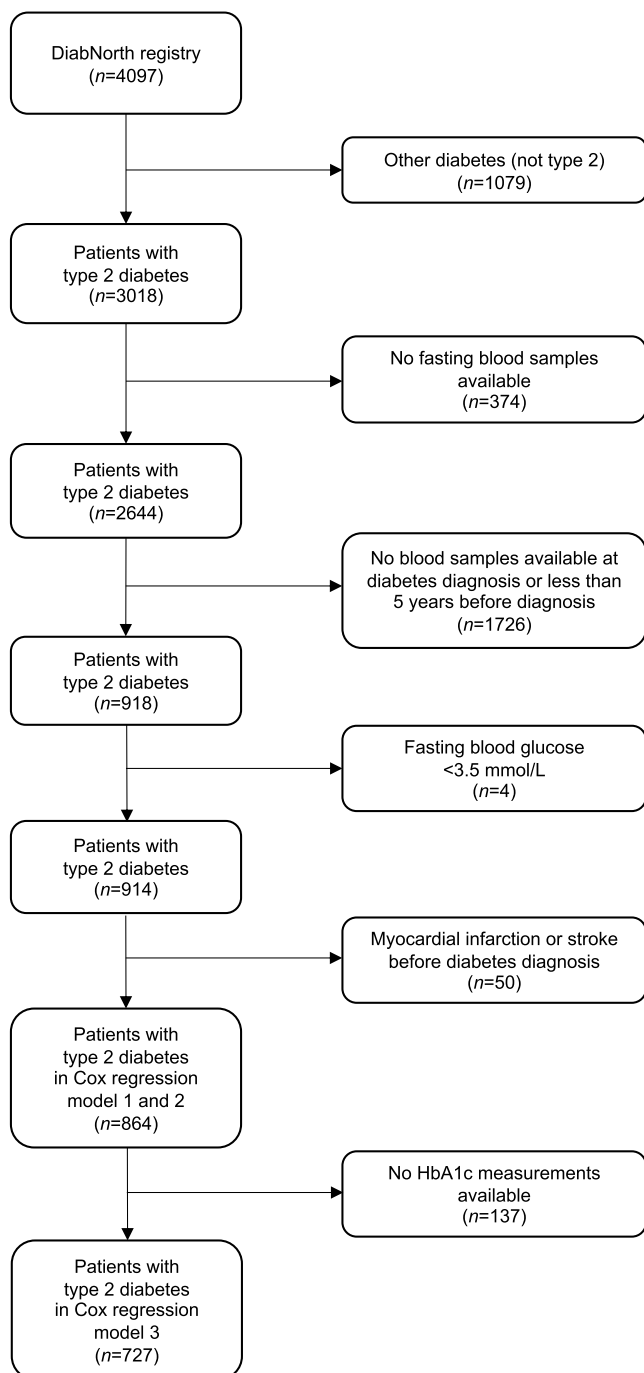 DiabNorth registry
(n=4097)
Other diabetes (not type 2)
(n=1079)
Patients with
type 2 diabetes
(n=3018)
No fasting blood samples
available
(n=374)
Patients with
type 2 diabetes
(n=2644)
No blood samples available at
diabetes diagnosis or less than
5 years before diagnosis
(n=1726)
Patients with
type 2 diabetes
(n=918)
Fasting blood glucose
<3.5 mmol/L
(n=4)
Patients with
type 2 diabetes
(n=914)
Myocardial infarction or stroke
before diabetes diagnosis
(n=50)
Patients with
type 2 diabetes
in Cox regression
model 1 and 2
(n=864)
No HbA1c measurements
available
(n=137)
Patients with
type 2 diabetes
in Cox regression
model 3
(n=727)